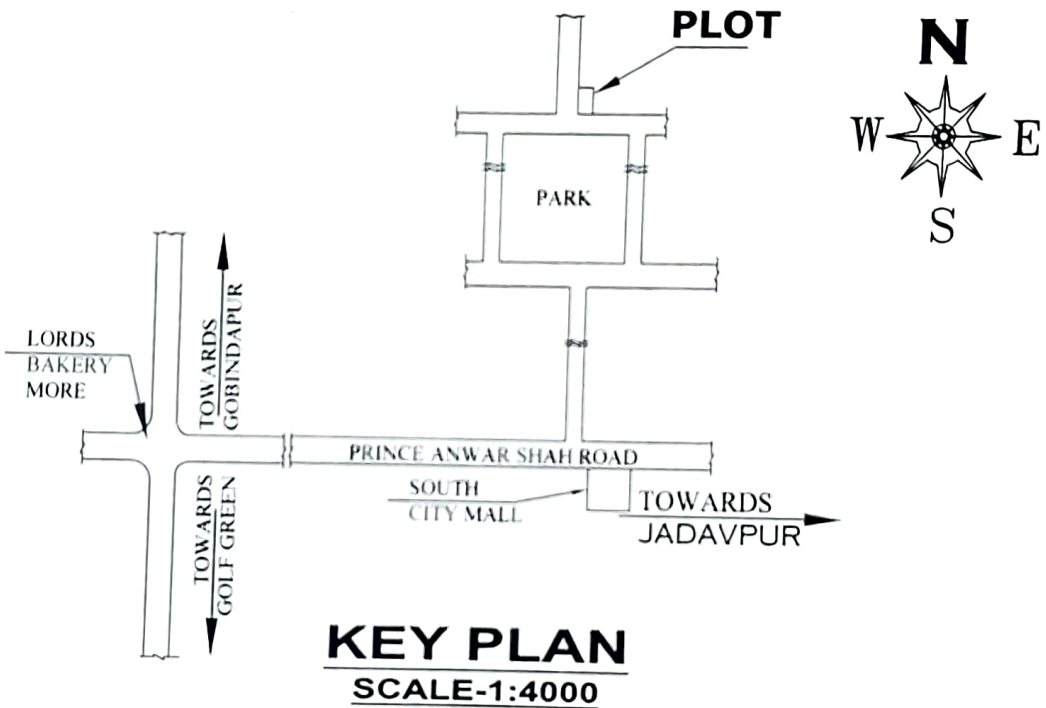 PLOT
N
W
E
S
PARK
LORDS
BAKERY
MORE
TOWARDS
GOBINDAPUR
PRINCE ANWAR SHAH ROAD
SOUTH
CITY MALL
TOWARDS
JADAVPUR
TOWARDS
GOLF GREEN
KEY PLAN
SCALE-1:4000